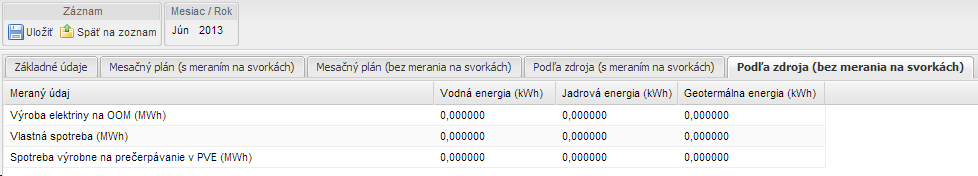 Záznam
Mesiac / Rok
Uložiť Späť na zoznam
Jún 2013
Základné údaje
Mesačný plán (s meraním na svorkách)
Mesačný plán (bez merania na svorkách)
Podľa zdroja (s meraním na svorkách)
Podľa zdroja (bez merania na svorkách)
Meraný údaj Vodná energia (kWh) Jadrová energia (kWh) Geotermálna energia (kWh)
Výroba elektriny na OOM (MWh) 0,000000 0,000000 0,000000
Vlastná spotreba (MWh) 0,000000 0,000000 0,000000
Spotreba výrobne na prečerpávanie v PVE (MWh) 0,000000 0,000000 0,000000